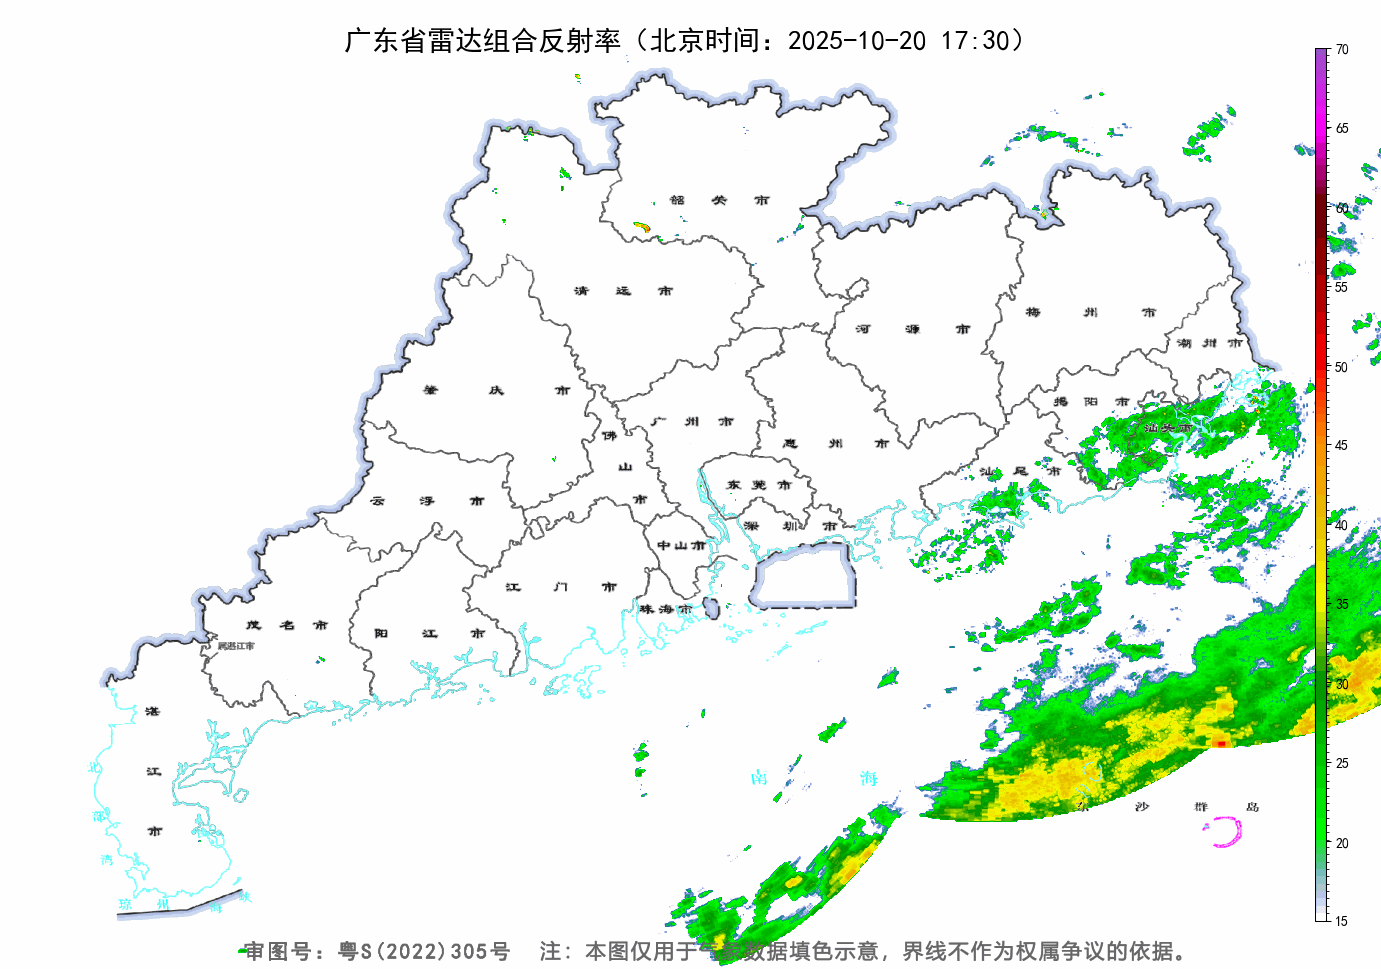 广东省雷达组合反射率（北京时间：2025-10-20 17:30）
70
65
60
55
50
45
40
35
30
25
20
15
韶关市
清远市
河源市
梅州市
潮州市
肇庆市
广州市
揭阳市
汕头市
佛山市
惠州市
汕尾市
云浮市
东莞市
深圳市
中山市
江门市
珠海市
茂名市
阳江市
属湛江市
湛江市
南海
北部湾
东沙群岛
琼州海峡
审图号：粤S(2022)305号 注：本图仅用于气象数据填色示意，界线不作为权属争议的依据。